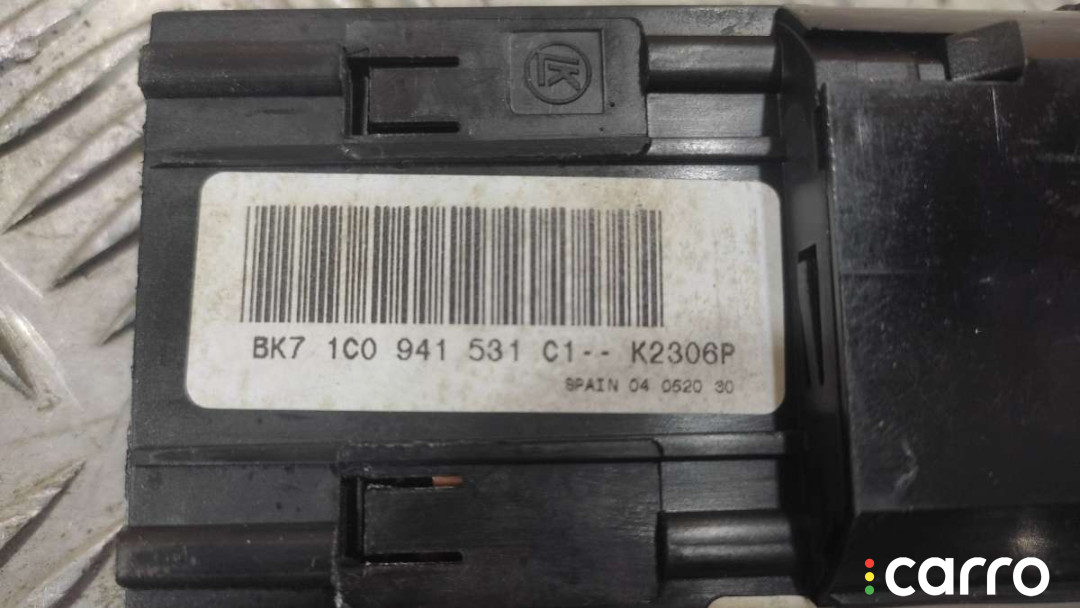 LK
BK7 1C0 941 531 C1-- K2306P
SPAIN 04 0520 30
carro